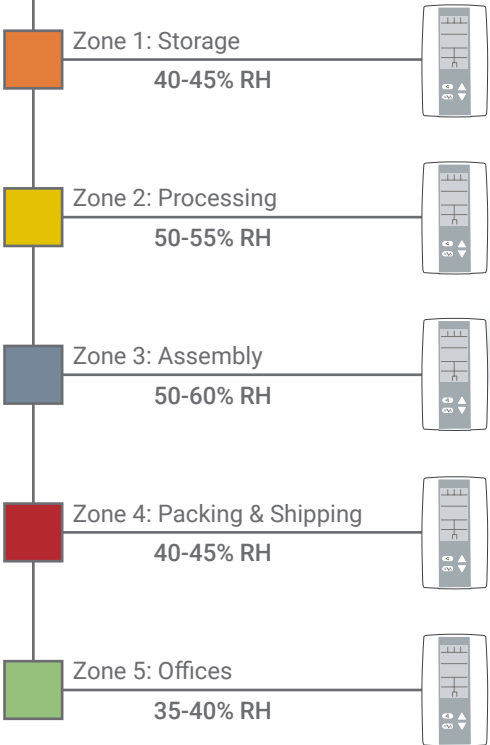 Zone 1: Storage
40-45% RH
Zone 2: Processing
50-55% RH
Zone 3: Assembly
50-60% RH
Zone 4: Packing & Shipping
40-45% RH
Zone 5: Offices
35-40% RH